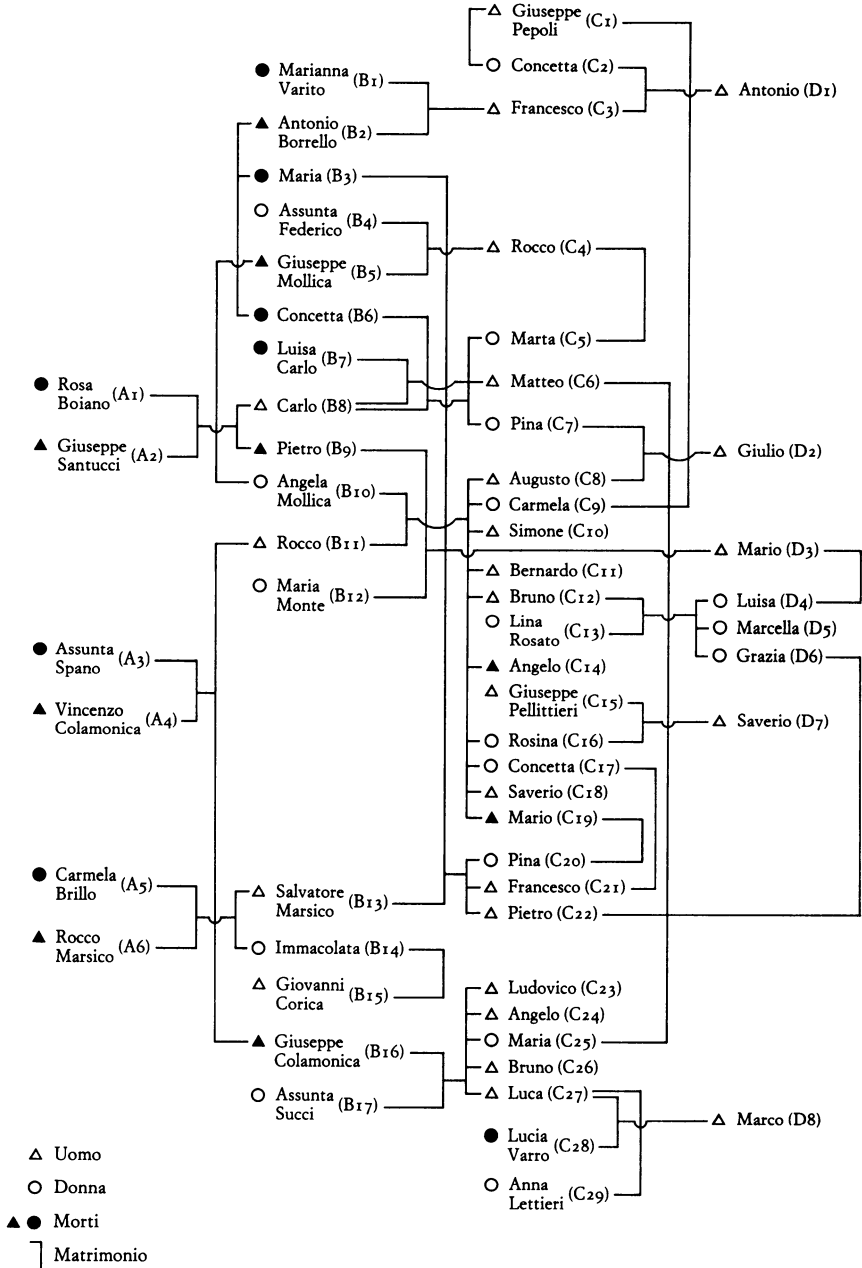 Giuseppe
Pepoli (C1)
Concetta (C2)
Antonio (D1)
Marianna
Varito (B1)
Francesco (C3)
Antonio
Borrello (B2)
Maria (B3)
Assunta
Federico (B4)
Rocco (C4)
Giuseppe
Mollica (B5)
Concetta (B6)
Marta (C5)
Luisa
Carlo (B7)
Matteo (C6)
Rosa
Boiano (A1)
Carlo (B8)
Pina (C7)
Giuseppe
Santucci (A2)
Pietro (B9)
Giulio (D2)
Angela
Mollica (B10)
Augusto (C8)
Carmela (C9)
Simone (C10)
Rocco (B11)
Mario (D3)
Bernardo (C11)
Maria
Monte (B12)
Bruno (C12)
Luisa (D4)
Lina
Rosato (C13)
Marcella (D5)
Grazia (D6)
Assunta
Spano (A3)
Angelo (C14)
Vincenzo
Colamonica (A4)
Giuseppe
Pellittieri (C15)
Saverio (D7)
Rosina (C16)
Concetta (C17)
Saverio (C18)
Mario (C19)
Carmela
Brillo (A5)
Pina (C20)
Salvatore
Marsico (B13)
Francesco (C21)
Pietro (C22)
Rocco
Marsico (A6)
Immacolata (B14)
Giovanni
Corica (B15)
Ludovico (C23)
Angelo (C24)
Giuseppe
Colamonica (B16)
Maria (C25)
Bruno (C26)
Assunta
Succi (B17)
Luca (C27)
Marco (D8)
Lucia
Varro (C28)
Anna
Lettieri (C29)
Uomo
Donna
Morti
Matrimonio